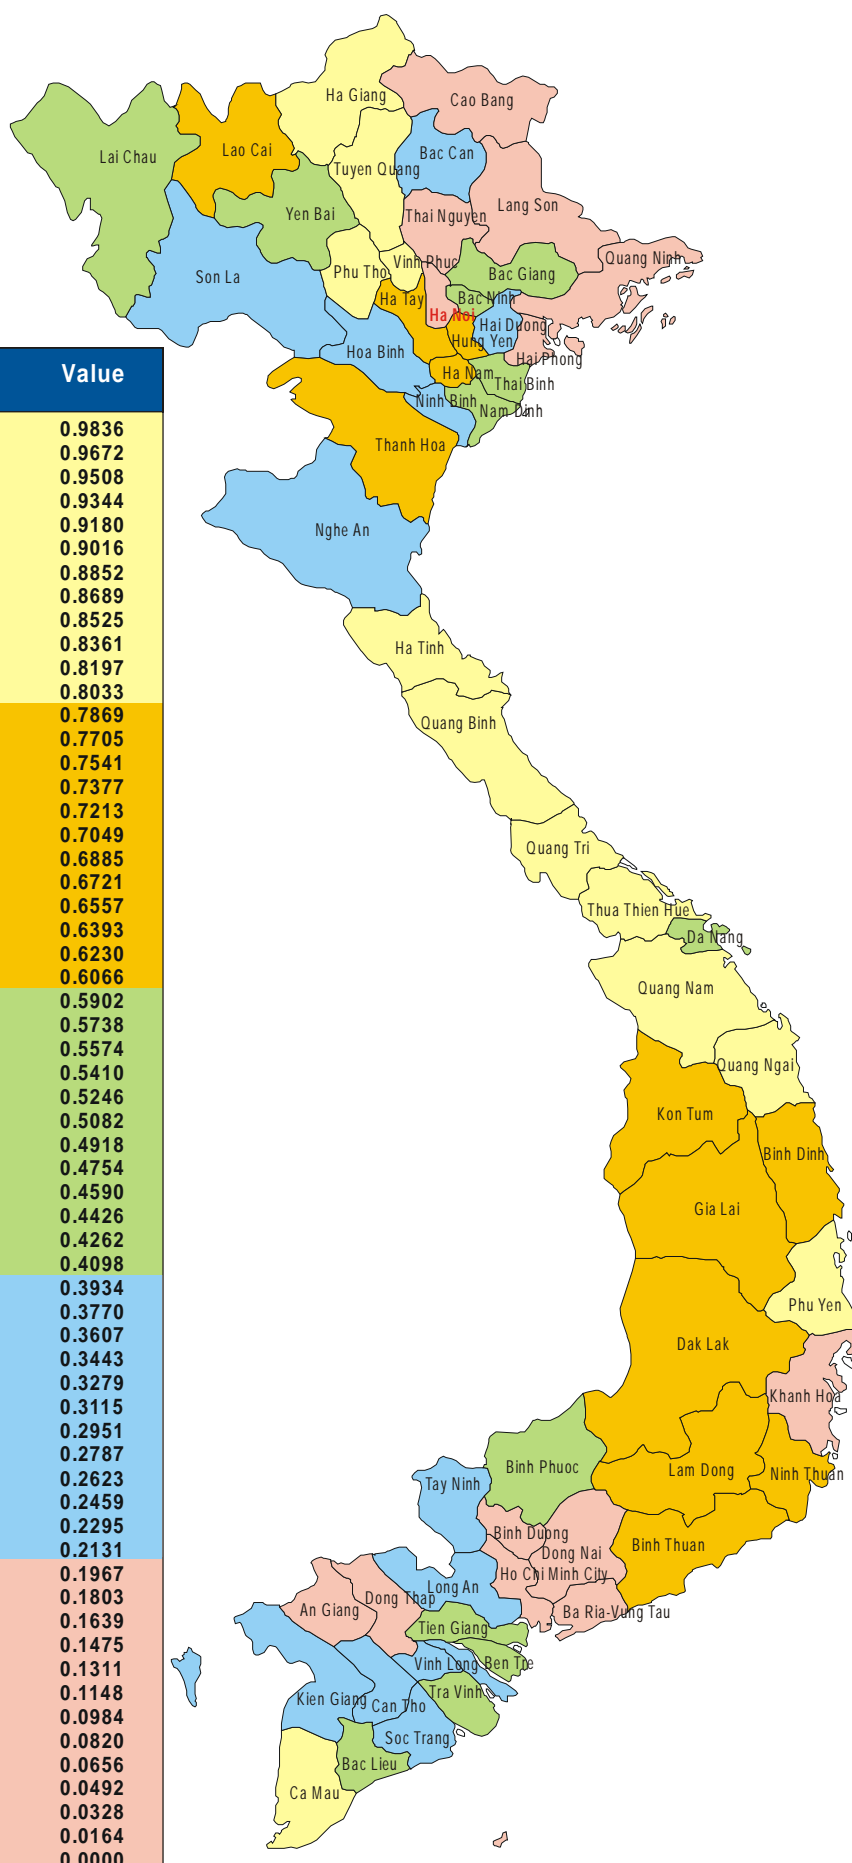 Ha Giang
Cao Bang
Lai Chau
Lao Cai
Bac Can
Tuyen Quang
Yen Bai
Thai Nguyen
Lang Son
Son La
Phu Tho
Vinh Phuc
Bac Giang
Quang Ninh
Ha Tay
Bac Ninh
Ha Noi
Hai Duong
Hung Yen
Hoa Binh
Hai Phong
Ha Nam
Thai Binh
Ninh Binh
Nam Dinh
Thanh Hoa
Nghe An
Ha Tinh
Quang Binh
Quang Tri
Thua Thien Hue
Da Nang
Quang Nam
Quang Ngai
Kon Tum
Binh Dinh
Gia Lai
Phu Yen
Dak Lak
Khanh Hoa
Binh Phuoc
Lam Dong
Ninh Thuan
Tay Ninh
Binh Duong
Dong Nai
Binh Thuan
Ho Chi Minh City
Long An
Dong Thap
An Giang
Ba Ria-Vung Tau
Tien Giang
Vinh Long
Ben Tre
Tra Vinh
Kien Giang
Can Tho
Soc Trang
Bac Lieu
Ca Mau
Value
0.9836
0.9672
0.9508
0.9344
0.9180
0.9016
0.8852
0.8689
0.8525
0.8361
0.8197
0.8033
0.7869
0.7705
0.7541
0.7377
0.7213
0.7049
0.6885
0.6721
0.6557
0.6393
0.6230
0.6066
0.5902
0.5738
0.5574
0.5410
0.5246
0.5082
0.4918
0.4754
0.4590
0.4426
0.4262
0.4098
0.3934
0.3770
0.3607
0.3443
0.3279
0.3115
0.2951
0.2787
0.2623
0.2459
0.2295
0.2131
0.1967
0.1803
0.1639
0.1475
0.1311
0.1148
0.0984
0.0820
0.0656
0.0492
0.0328
0.0164
0.0000